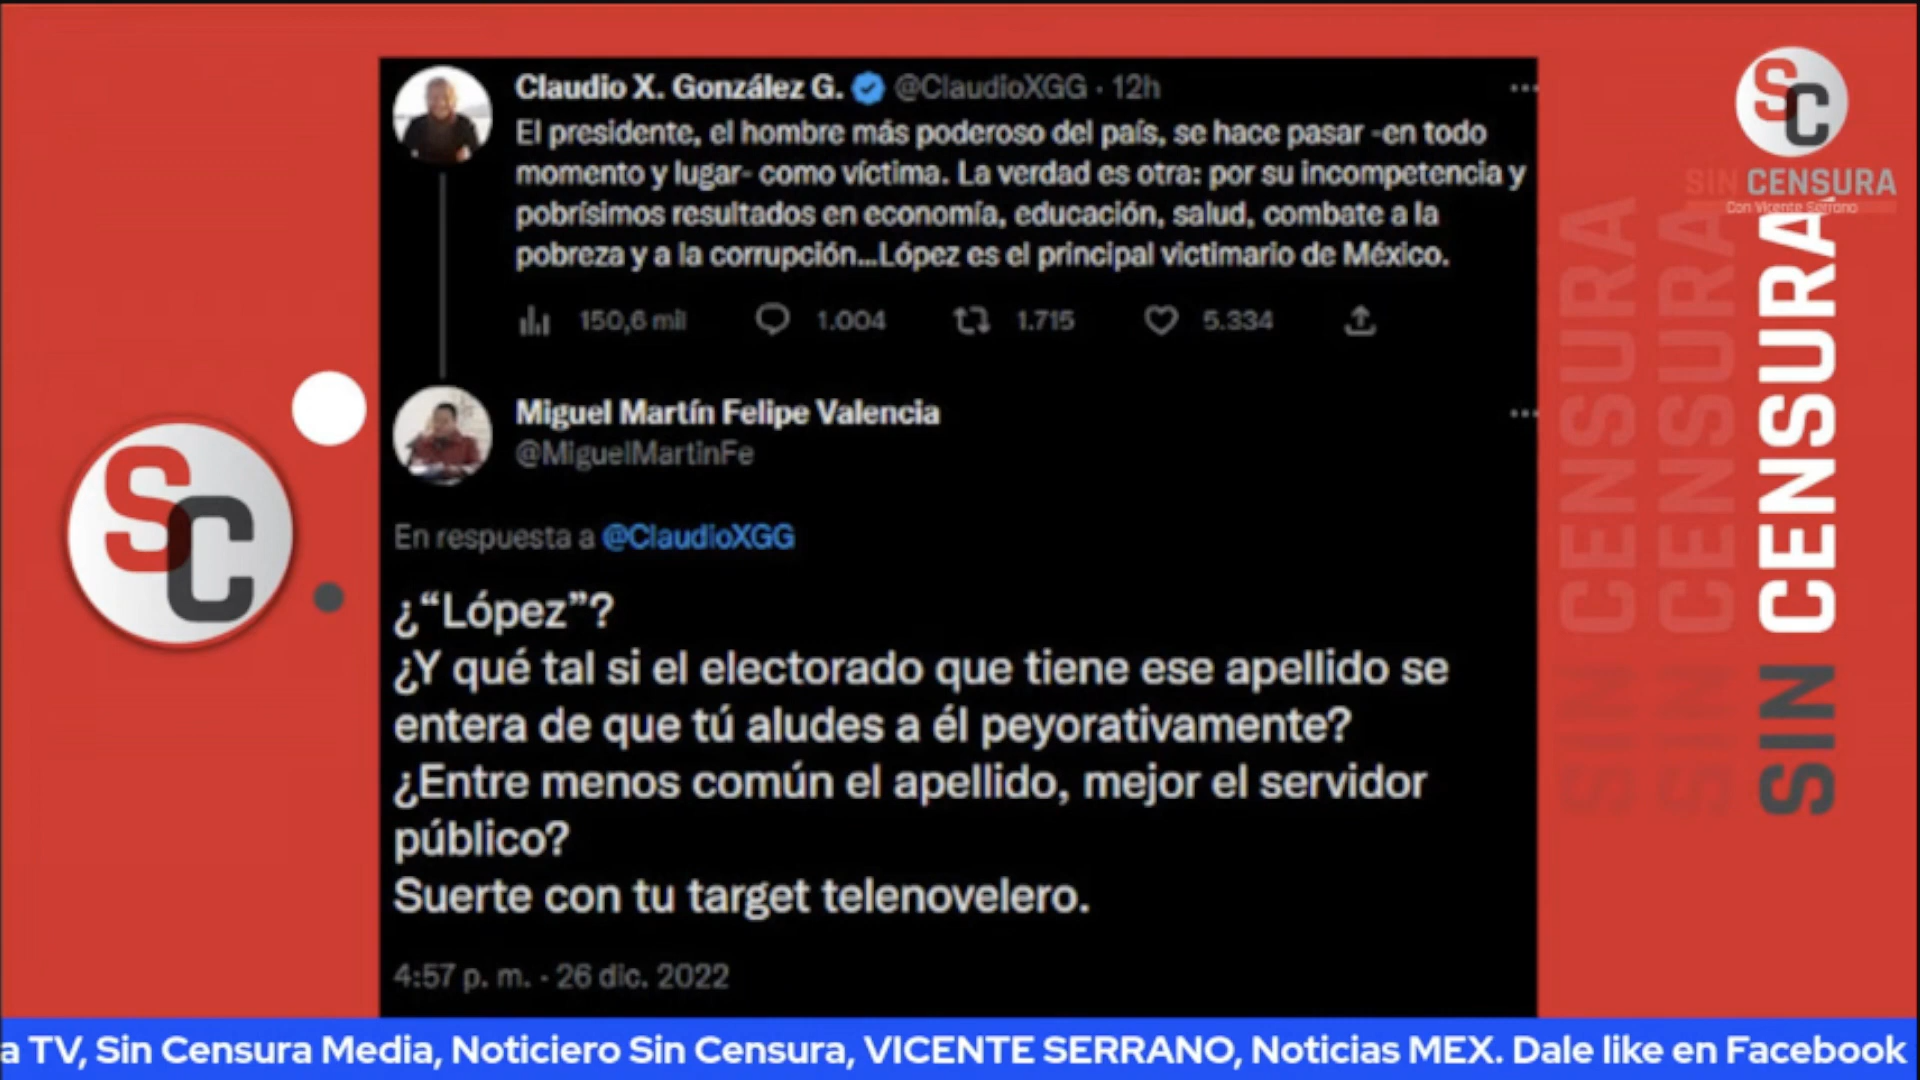 Claudio X. González G. @ClaudioXGG · 12h
El presidente, el hombre más poderoso del país, se hace pasar -en todo
momento y lugar- como víctima. La verdad es otra: por su incompetencia y
pobrísimos resultados en economía, educación, salud, combate a la
pobreza y a la corrupción...López es el principal victimario de México.
150,6 mil 1.004 1.715 5.334
Miguel Martín Felipe Valencia
@MiguelMartinFe
En respuesta a @ClaudioXGG
¿“López”?
¿Y qué tal si el electorado que tiene ese apellido se
entera de que tú aludes a él peyorativamente?
¿Entre menos común el apellido, mejor el servidor
público?
Suerte con tu target telenovelero.
4:57 p. m. · 26 dic. 2022
SC
SC
SIN CENSURA
Con Vicente Serrano
SIN CENSURA
SIN CENSURA
SIN CENSURA
a TV, Sin Censura Media, Noticiero Sin Censura, VICENTE SERRANO, Noticias MEX. Dale like en Facebook